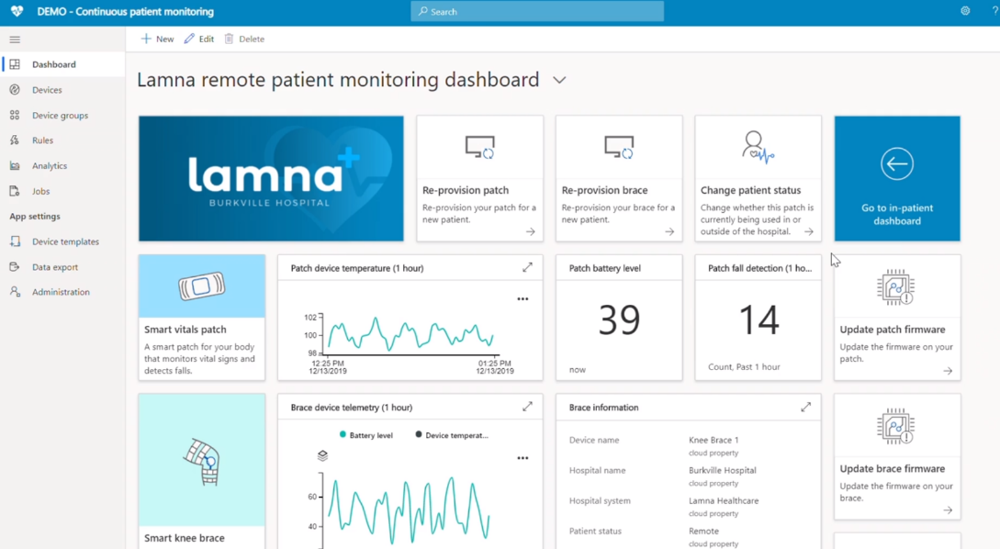 DEMO - Continuous patient monitoring
Search
?
New
Edit
Delete
Dashboard
Devices
Device groups
Rules
Analytics
Jobs
App settings
Device templates
Data export
Administration
Lamna remote patient monitoring dashboard
lamna
BURKVILLE HOSPITAL
Re-provision patch
Re-provision your patch for a
new patient.
Re-provision brace
Re-provision your brace for a
new patient.
Change patient status
Change whether this patch is
currently being used in or
outside of the hospital.
Go to in-patient
dashboard
Smart vitals patch
A smart patch for your body
that monitors vital signs and
detects falls.
Patch device temperature (1 hour)
102
100
98
12:25 PM
12/13/2019
01:25 PM
12/13/2019
Patch battery level
39
now
Patch fall detection (1 ho...
14
Count, Past 1 hour
Update patch firmware
Update the firmware on your
patch.
Smart knee brace
Brace device telemetry (1 hour)
Battery level
Device temperat...
60
40
Brace information
Device name
Knee Brace 1
cloud property
Hospital name
Burkville Hospital
cloud property
Hospital system
Lamna Healthcare
cloud property
Patient status
Remote
cloud property
Update brace firmware
Update the firmware on your
brace.